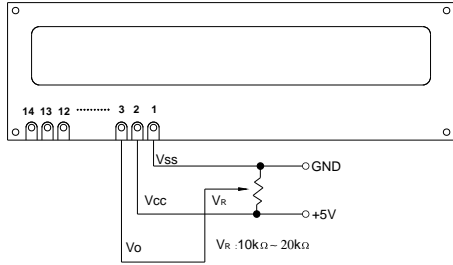 14 13 12 .......... 3 2 1
Vss
GND
Vcc
VR
+5V
Vo
VR :10kΩ~20kΩ